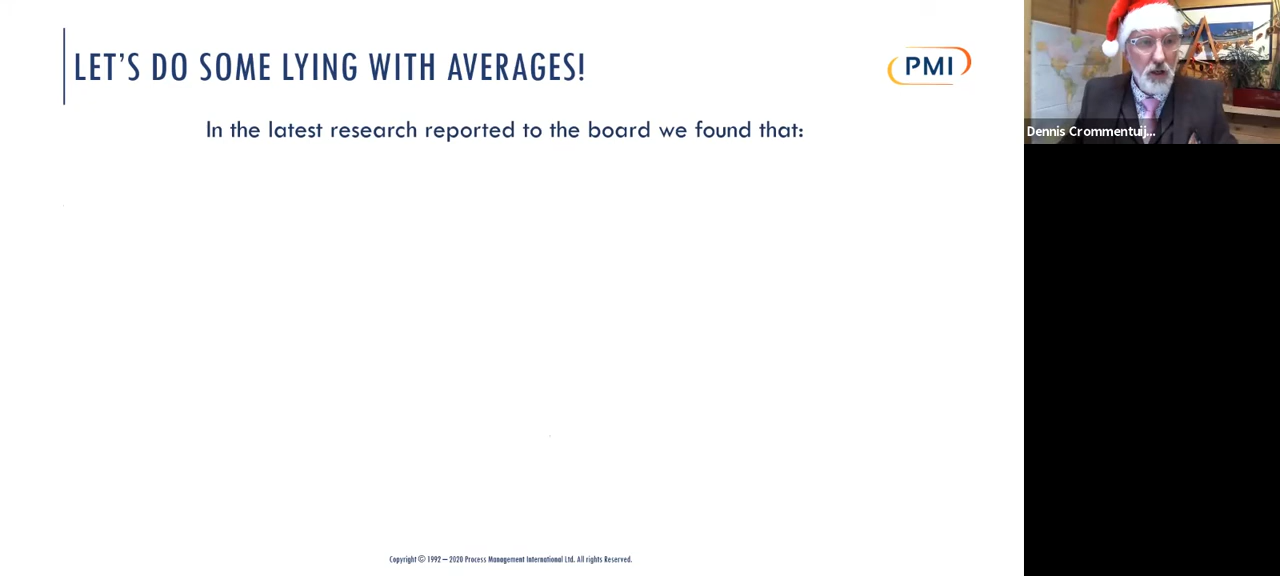 LET'S DO SOME LYING WITH AVERAGES!
PMI
In the latest research reported to the board we found that:
Dennis Crommentuij...
Copyright © 1992 – 2020 Process Management International Ltd. All rights Reserved.